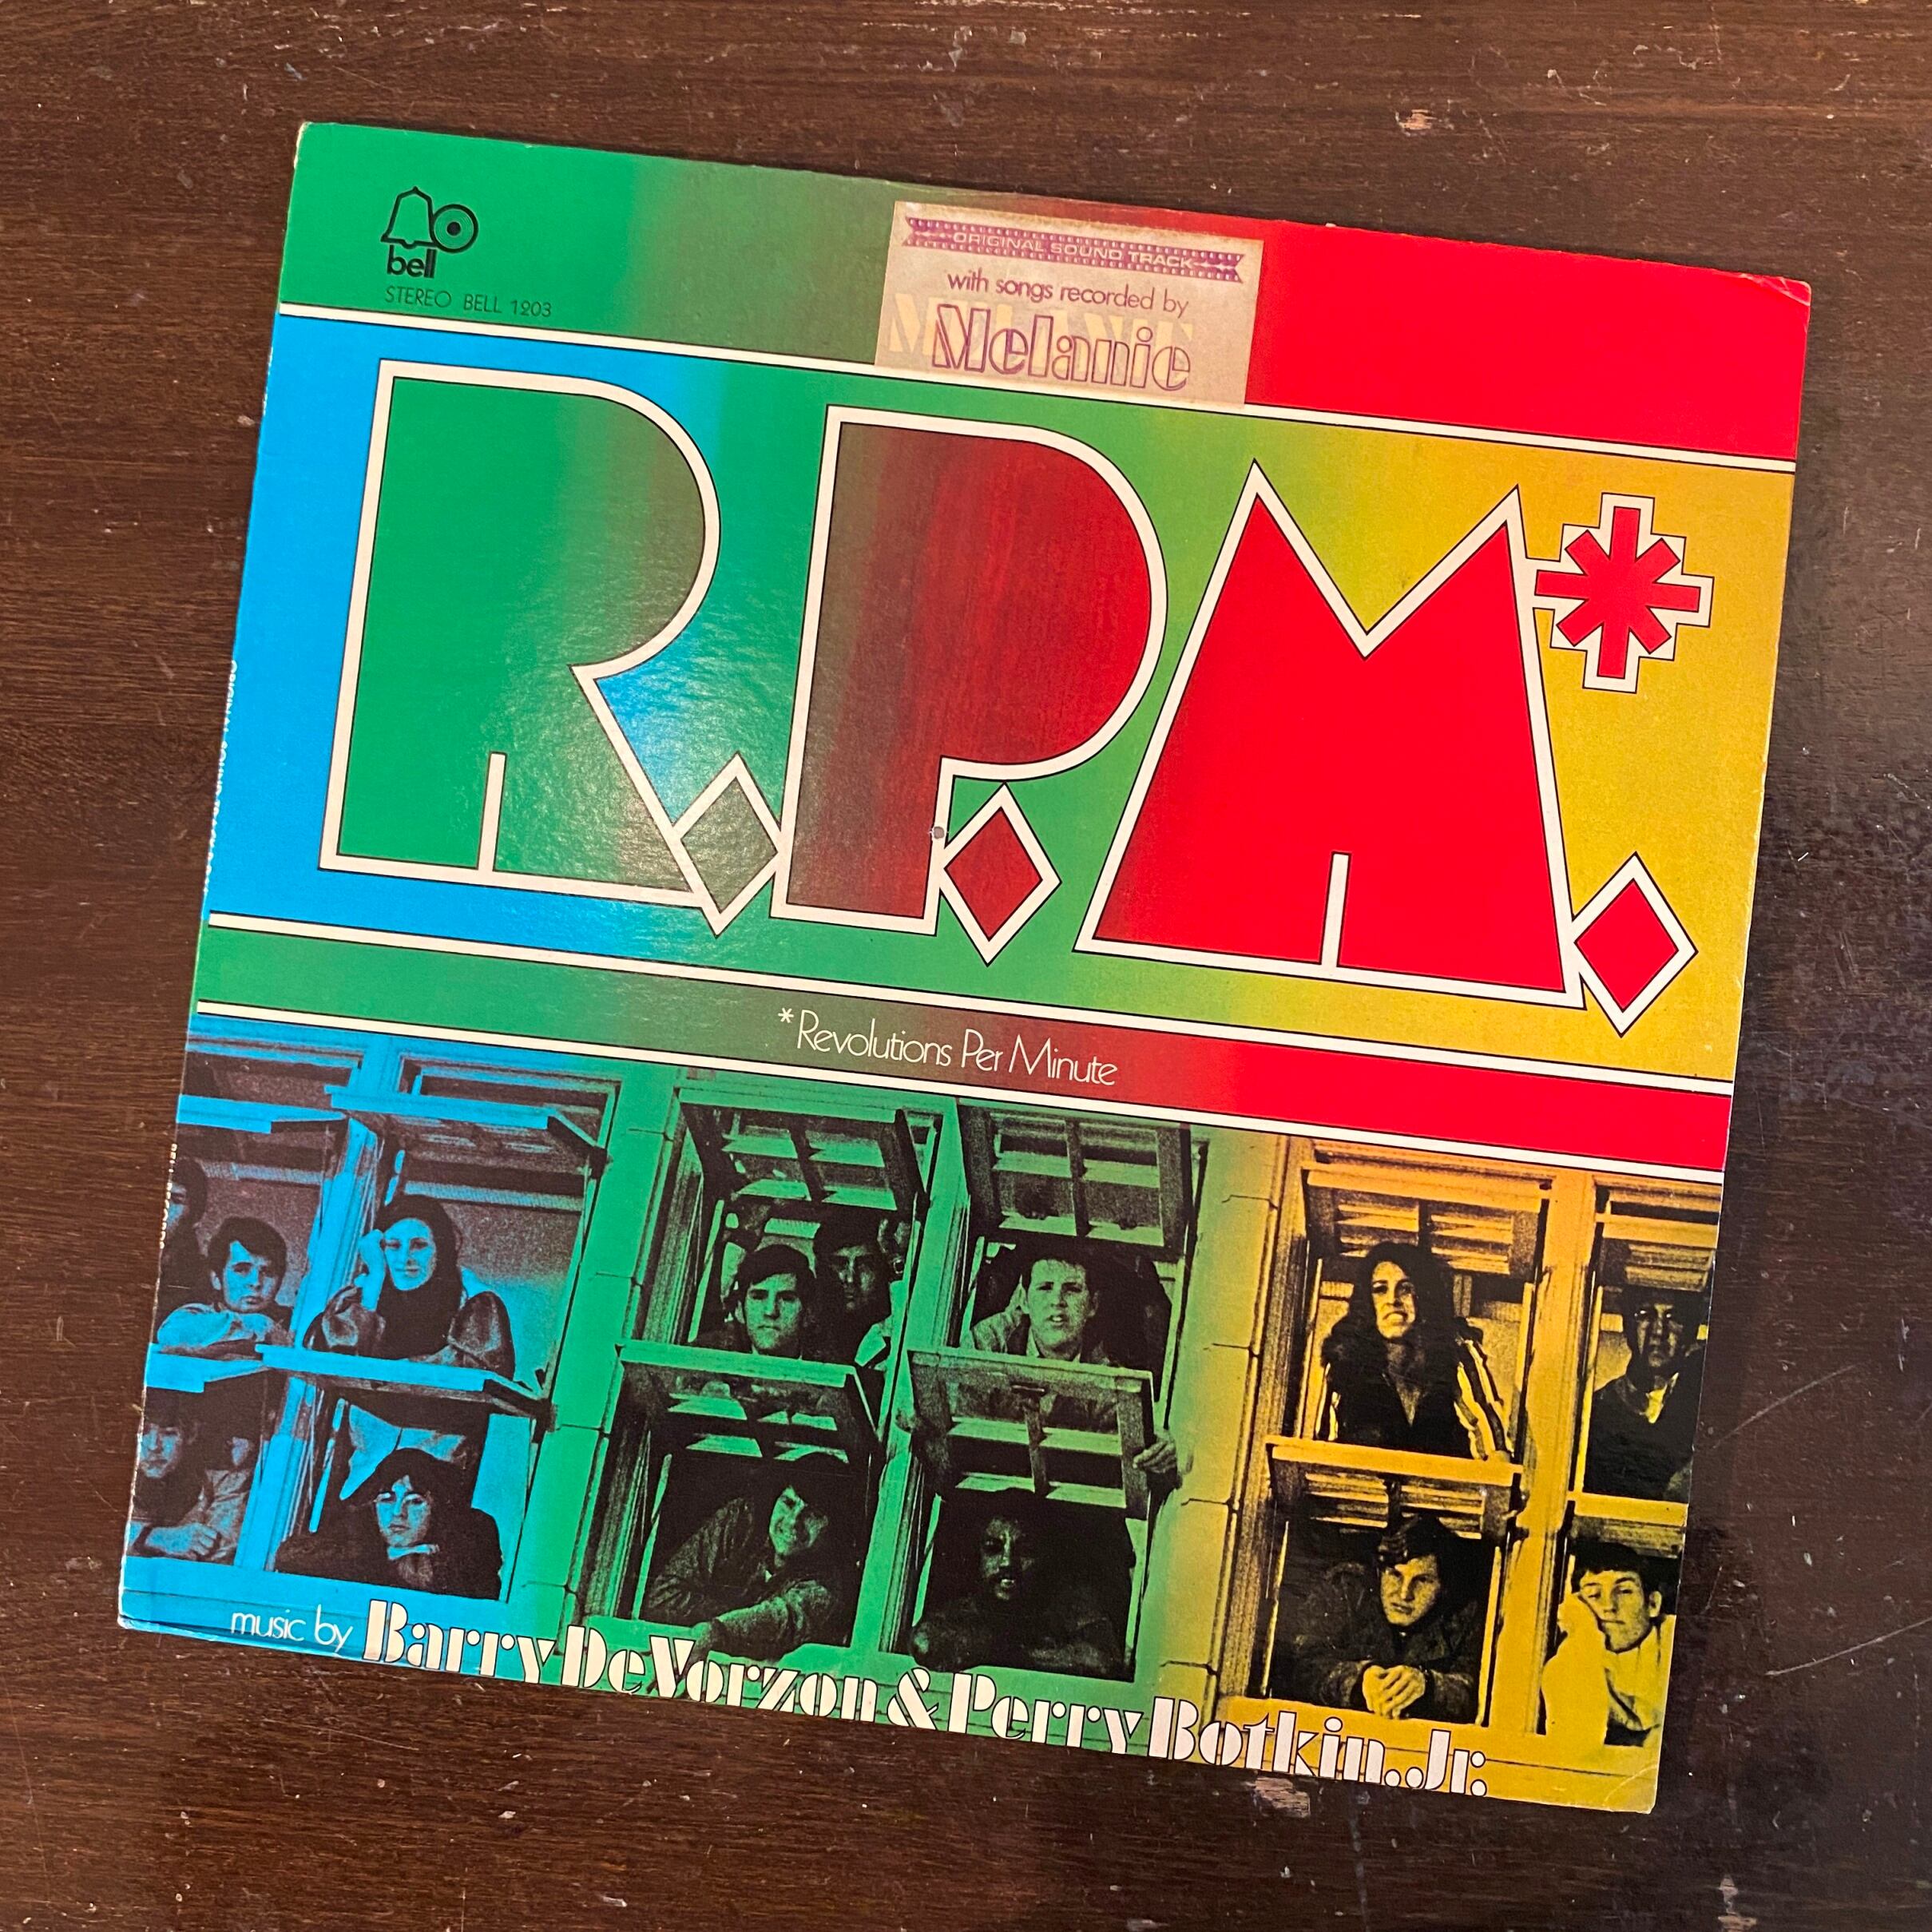 bell
STEREO BELL 1203
ORIGINAL SOUND TRACK
with songs recorded by
Melanie
R.P.M.*
*Revolutions Per Minute
music by Barry DeVorzon & Perry Botkin, Jr.